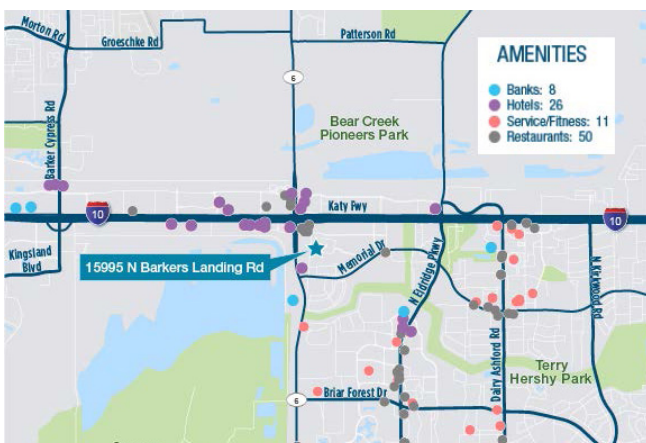 Morton Rd
Groeschke Rd
Patterson Rd
AMENITIES
Banks: 8
Hotels: 26
Service/Fitness: 11
Restaurants: 50
6
Bear Creek
Pioneers Park
Barker Cypress Rd
10
Katy Fwy
10
Kingsland
Blvd
15995 N Barkers Landing Rd
Memorial Dr
N Eldridge Pkwy
N Kirkwood Rd
Dairy Ashford Rd
Terry
Hershy Park
6
Briar Forest Dr